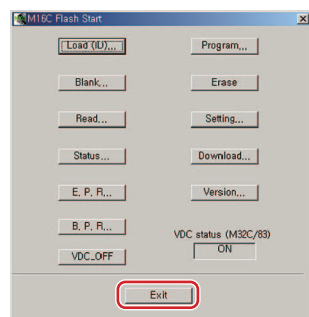 M16C Flash Start
Load (ID)...
Program...
Blank...
Erase
Read...
Setting...
Status...
Download...
E. P. R...
Version...
B. P. R...
VDC status (M32C/83)
VDC_OFF
ON
Exit